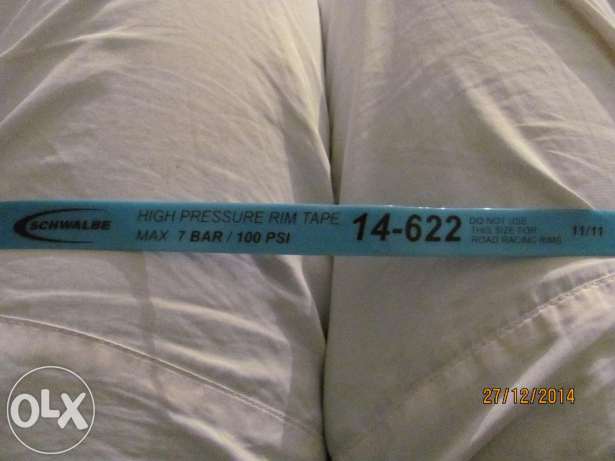 SCHWALBE
HIGH PRESSURE RIM TAPE
MAX 7 BAR / 100 PSI
14-622
DO NOT USE
THIS SIZE FOR
ROAD RACING RIMS
11/11
27/12/2014
OLX